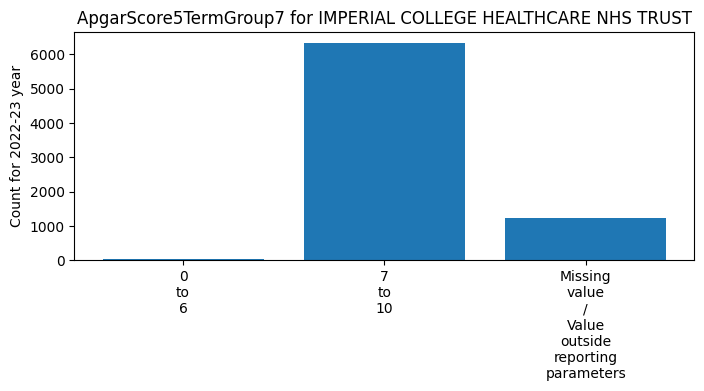 ApgarScore5TermGroup7 for IMPERIAL COLLEGE HEALTHCARE NHS TRUST
Count for 2022-23 year
6000
5000
4000
3000
2000
1000
0
0
to
6
7
to
10
Missing
value
/
Value
outside
reporting
parameters